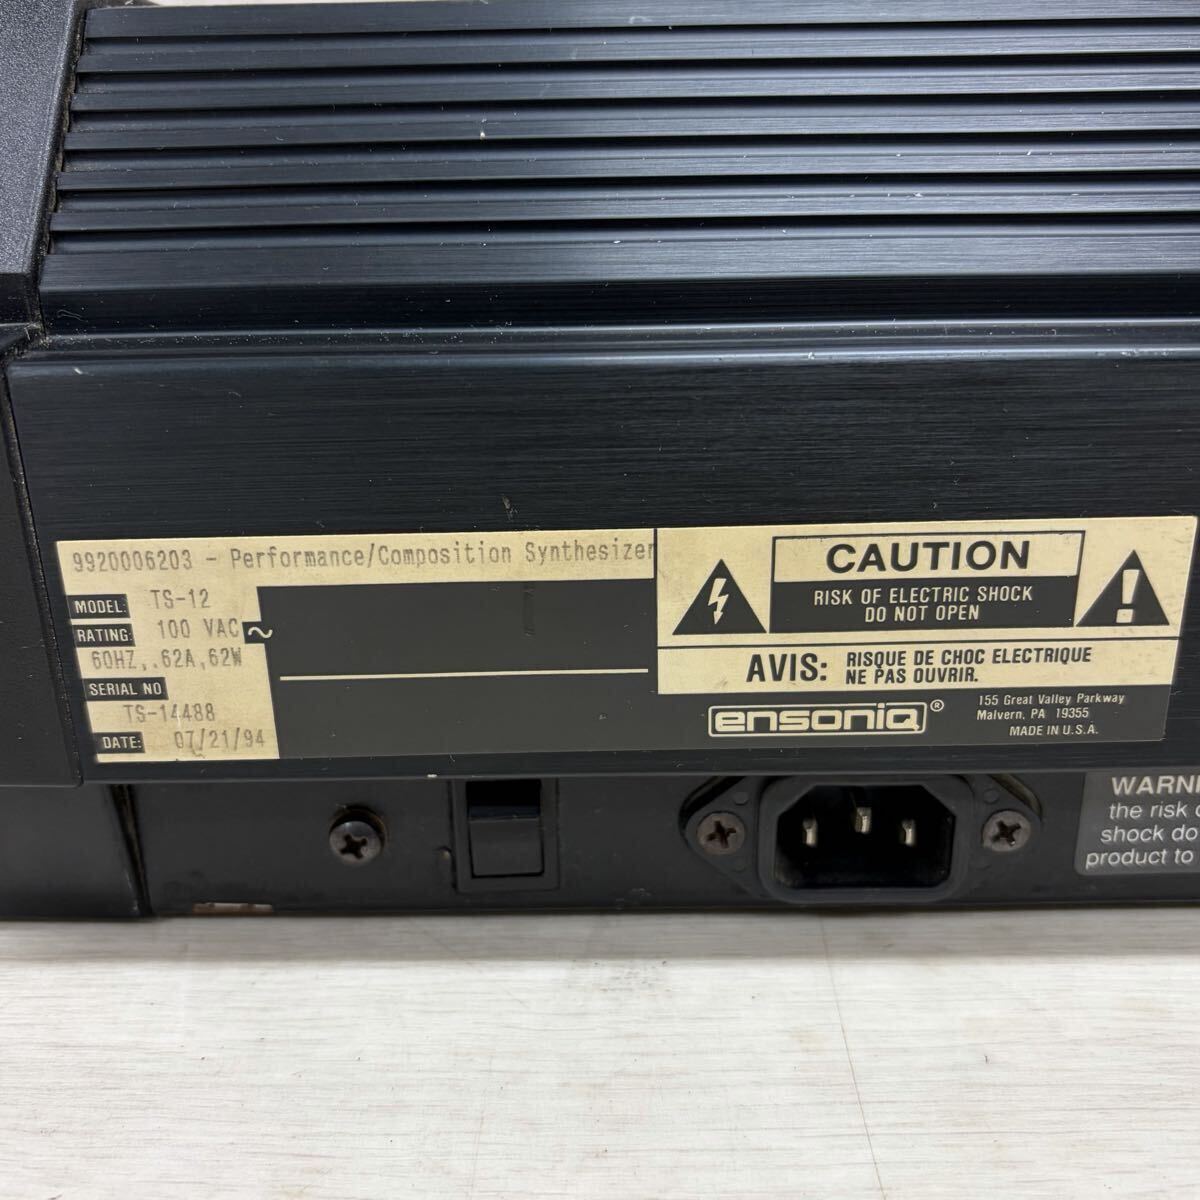 9920006203 - Performance/Composition Synthesizer
MODEL: TS-12
RATING: 100 VAC ~
60HZ,.62A,62W
SERIAL NO
TS-14488
DATE: 07/21/94
CAUTION
RISK OF ELECTRIC SHOCK
DO NOT OPEN
AVIS: RISQUE DE CHOC ELECTRIQUE
NE PAS OUVRIR.
ensoniq®
155 Great Valley Parkway
Malvern, PA 19355
MADE IN U.S.A.
the risk
shock do
product to